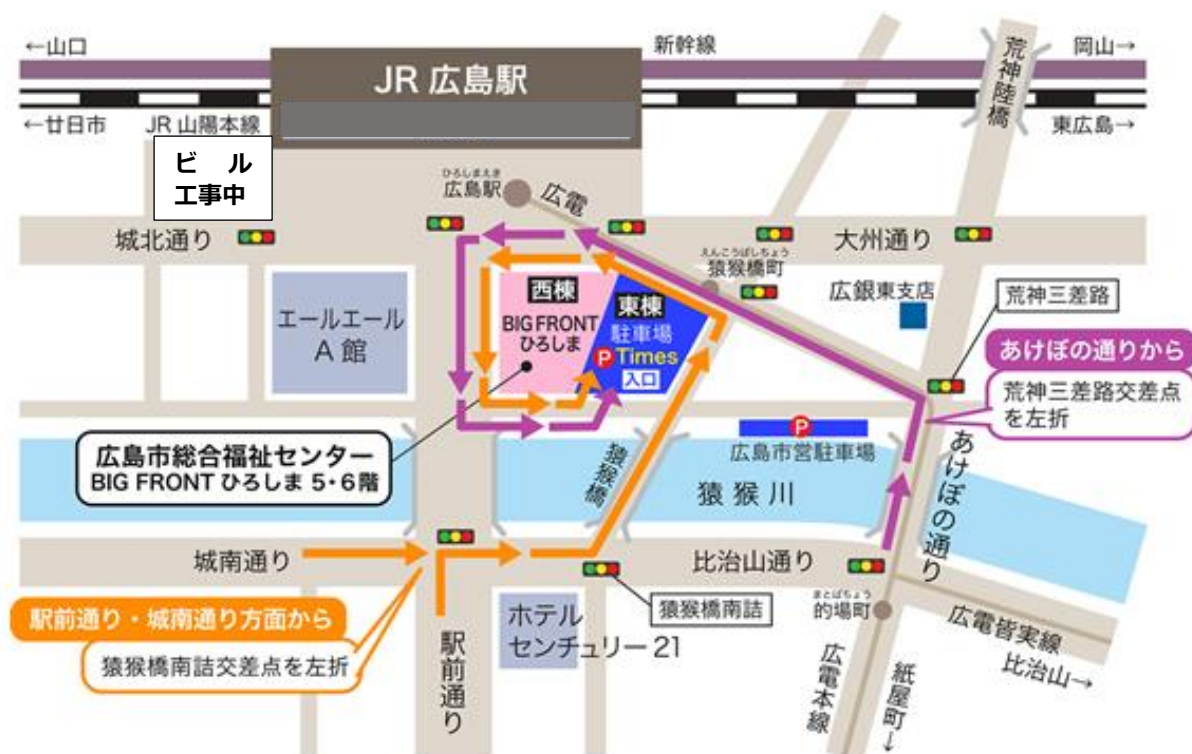 ←山口
新幹線
岡山→
JR 広島駅
荒神陸橋
←廿日市
JR 山陽本線
東広島→
ビル
工事中
ひろしまえき
広島駅
広電
城北通り
大州通り
えんこうばしちょう
猿猴橋町
広銀東支店
荒神三差路
エールエール
A 館
西棟
BIG FRONT
ひろしま
東棟
駐車場
P Times
入口
あけぼの通りから
荒神三差路交差点
を左折
P
広島市営駐車場
広島市総合福祉センター
BIG FRONT ひろしま 5・6階
猿猴橋
猿猴川
あけぼの通り
城南通り
比治山通り
駅前通り・城南通り方面から
猿猴橋南詰交差点を左折
駅前通り
ホテル
センチュリー 21
猿猴橋南詰
まとばちょう
的場町
広電皆実線
比治山→
広電本線
紙屋町↓